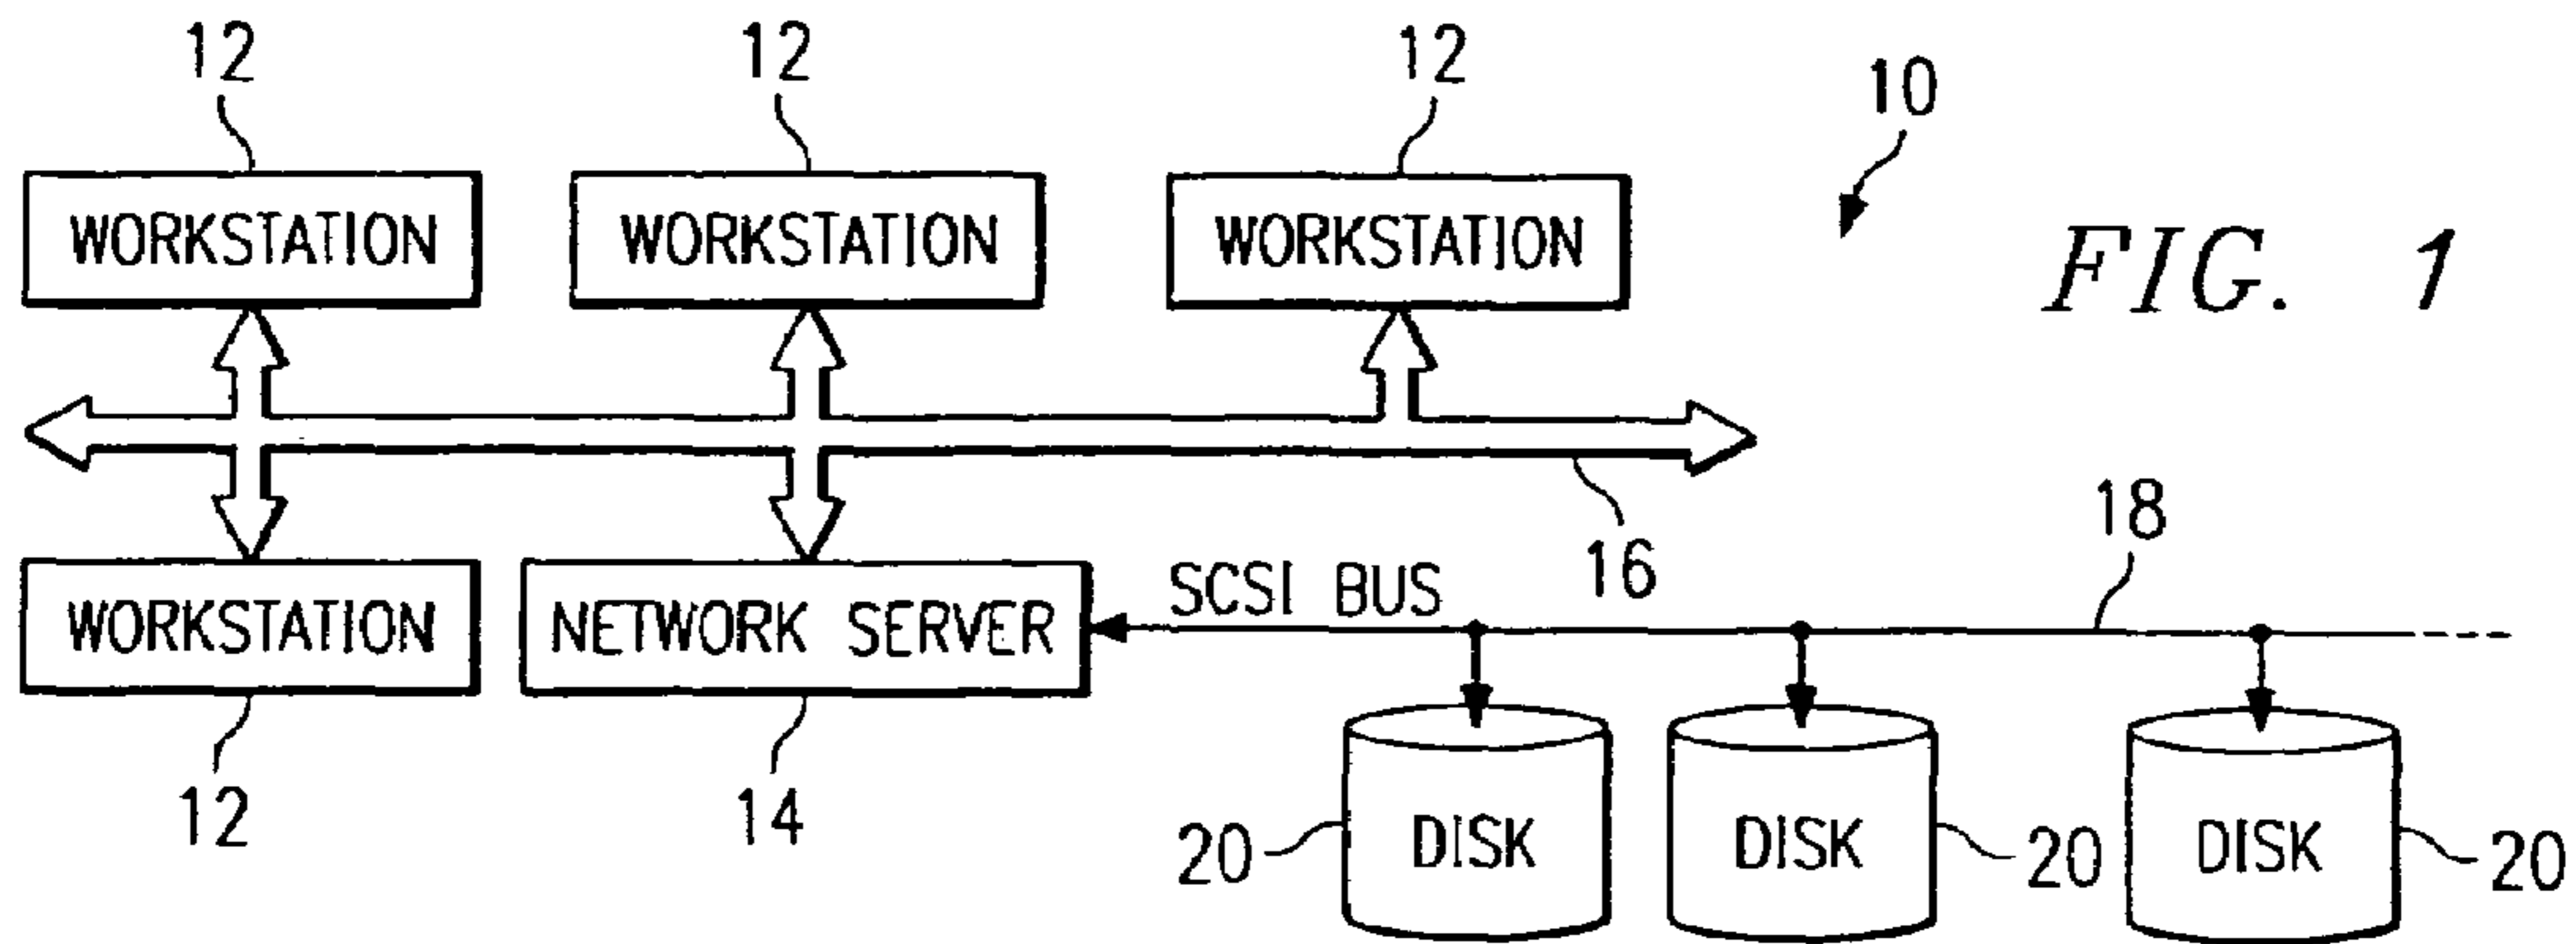 12
12
12
10
WORKSTATION
WORKSTATION
WORKSTATION
FIG. 1
16
18
SCSI BUS
WORKSTATION
NETWORK SERVER
12
14
20
DISK
DISK
20
DISK
20